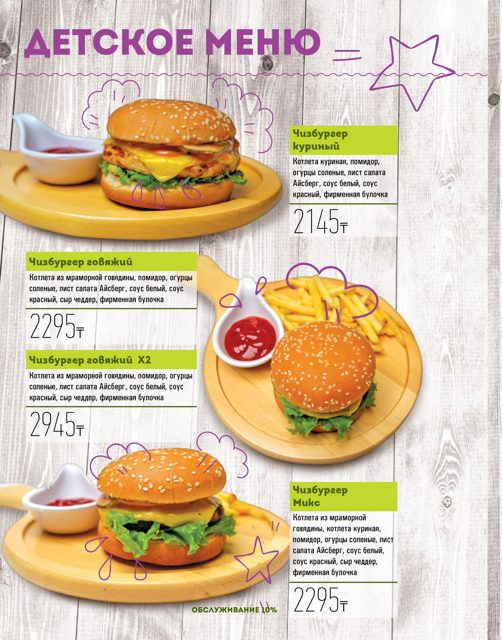 ДЕТСКОЕ МЕНЮ
Чизбургер
куриный
Котлета куриная, помидор,
огурцы соленые, лист салата
Айсберг, соус белый, соус
красный, фирменная булочка
2145₸
Чизбургер говяжий
Котлета из мраморной говядины, помидор, огурцы
соленые, лист салата Айсберг, соус белый, соус
красный, сыр чеддер, фирменная булочка
2295₸
Чизбургер говяжий X2
Котлета из мраморной говядины, помидор, огурцы
соленые, лист салата Айсберг, соус белый, соус
красный, сыр чеддер, фирменная булочка
2945₸
Чизбургер
Микс
Котлета из мраморной
говядины, котлета куриная,
помидор, огурцы соленые, лист
салата Айсберг, соус белый,
соус красный, сыр чеддер,
фирменная булочка
2295₸
ОБСЛУЖИВАНИЕ 10%